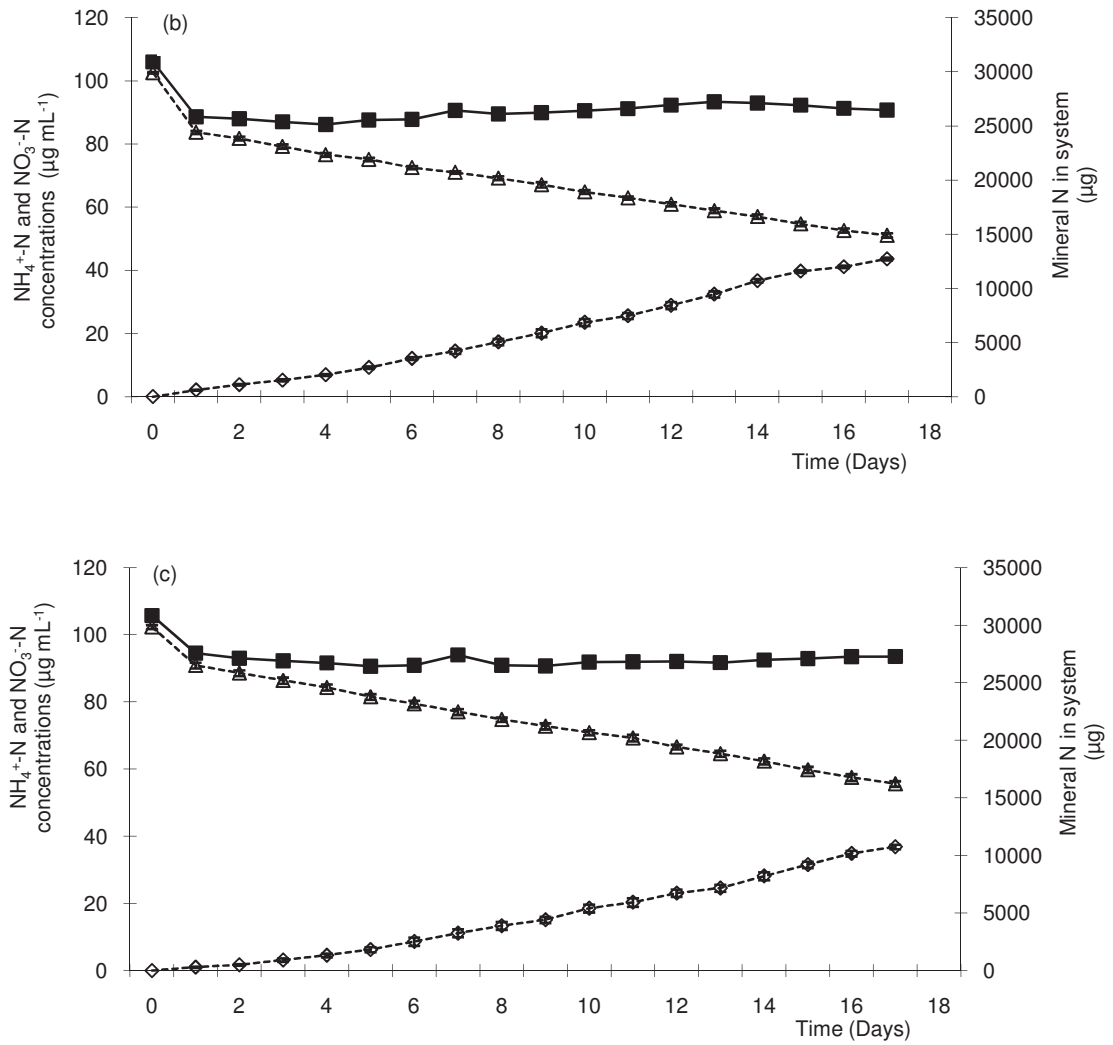 (b)
120
100
80
60
40
20
0
35000
30000
25000
20000
15000
10000
5000
0
NH₄⁺-N and NO₃⁻-N
concentrations (µg mL⁻¹)
Mineral N in system
(µg)
0 2 4 6 8 10 12 14 16 18
Time (Days)
(c)
120
100
80
60
40
20
0
35000
30000
25000
20000
15000
10000
5000
0
NH₄⁺-N and NO₃⁻-N
concentrations (µg mL⁻¹)
Mineral N in system
(µg)
0 2 4 6 8 10 12 14 16 18
Time (Days)